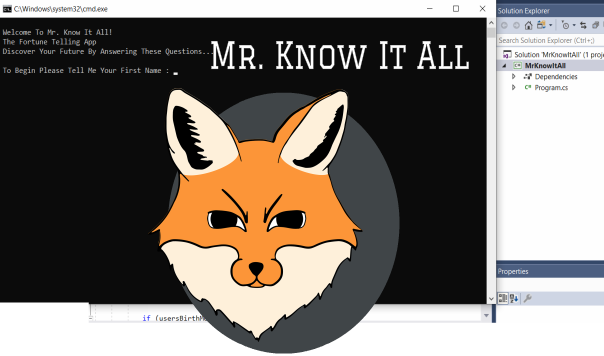 C:\Windows\system32\cmd.exe
Welcome To Mr. Know It All!
The Fortune Telling App
Discover Your Future By Answering These Questions...
To Begin Please Tell Me Your First Name :
Mr. Know It All
Solution Explorer
Search Solution Explorer (Ctrl+;)
Solution 'MrKnowItAll' (1 proje
MrKnowItAll
Dependencies
Program.cs
Properties
if (usersBirthM